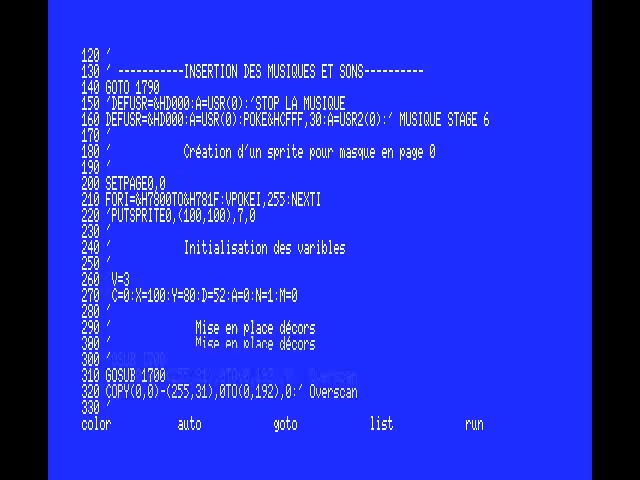 120 '
130 ' -----------INSERTION DES MUSIQUES ET SONS----------
140 GOTO 1790
150 'DEFUSR=&HD000:A=USR(0):'STOP LA MUSIQUE
160 DEFUSR=&HD000:A=USR(0):POKE&HCFFF,30:A=USR2(0):' MUSIQUE STAGE 6
170 '
180 '            Création d'un sprite pour masque en page 0
190 '
200 SETPAGE0,0
210 FORI=&H7800TO&H781F:VPOKEI,255:NEXTI
220 'PUTSPRITE0,(100,100),7,0
230 '
240 '            Initialisation des varibles
250 '
260  V=3
270  C=0:X=100:Y=80:D=52:A=0:N=1:M=0
280 '
290 '              Mise en place décors
300 '              Mise en place décors
300 'GOSUB 1700
310 GOSUB 1700
320 COPY(0,0)-(255,31),0TO(0,192),0:' Overscan
330 '
color auto goto list run